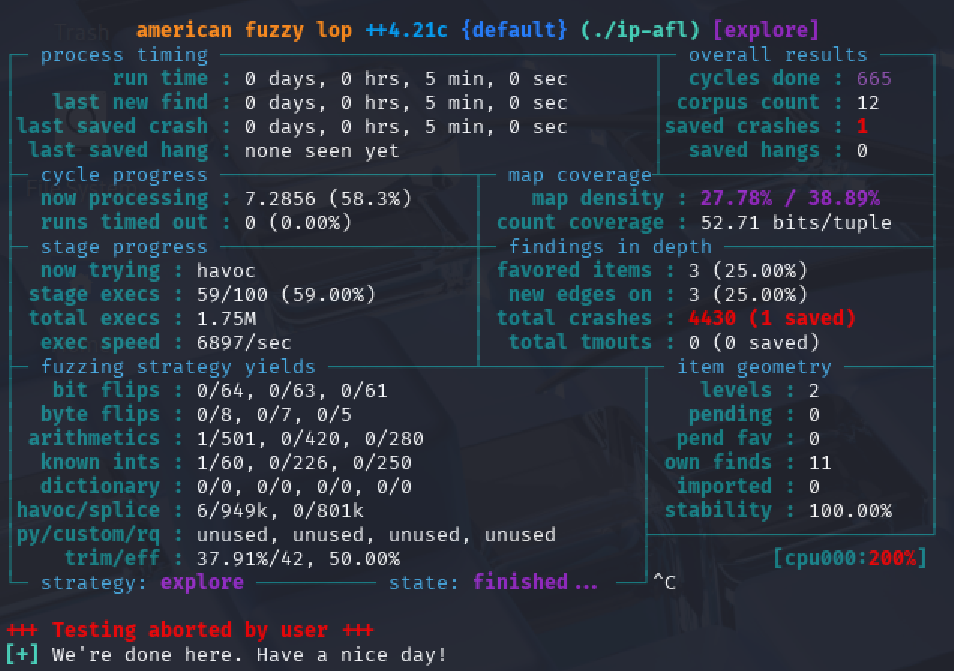 Trash
american fuzzy lop ++4.21c {default} (./ip-afl) [explore]
process timing overall results
run time : 0 days, 0 hrs, 5 min, 0 sec cycles done : 665
last new find : 0 days, 0 hrs, 5 min, 0 sec corpus count : 12
last saved crash : 0 days, 0 hrs, 5 min, 0 sec saved crashes : 1
last saved hang : none seen yet saved hangs : 0
cycle progress map coverage
now processing : 7.2856 (58.3%) map density : 27.78% / 38.89%
runs timed out : 0 (0.00%) count coverage : 52.71 bits/tuple
stage progress findings in depth
now trying : havoc favored items : 3 (25.00%)
stage execs : 59/100 (59.00%) new edges on : 3 (25.00%)
total execs : 1.75M total crashes : 4430 (1 saved)
exec speed : 6897/sec total tmouts : 0 (0 saved)
fuzzing strategy yields item geometry
bit flips : 0/64, 0/63, 0/61 levels : 2
byte flips : 0/8, 0/7, 0/5 pending : 0
arithmetics : 1/501, 0/420, 0/280 pend fav : 0
known ints : 1/60, 0/226, 0/250 own finds : 11
dictionary : 0/0, 0/0, 0/0, 0/0 imported : 0
havoc/splice : 6/949k, 0/801k stability : 100.00%
py/custom/rq : unused, unused, unused, unused
trim/eff : 37.91%/42, 50.00% [cpu000:200%]
strategy: explore state: finished... ^C
+++ Testing aborted by user +++
[+] We're done here. Have a nice day!